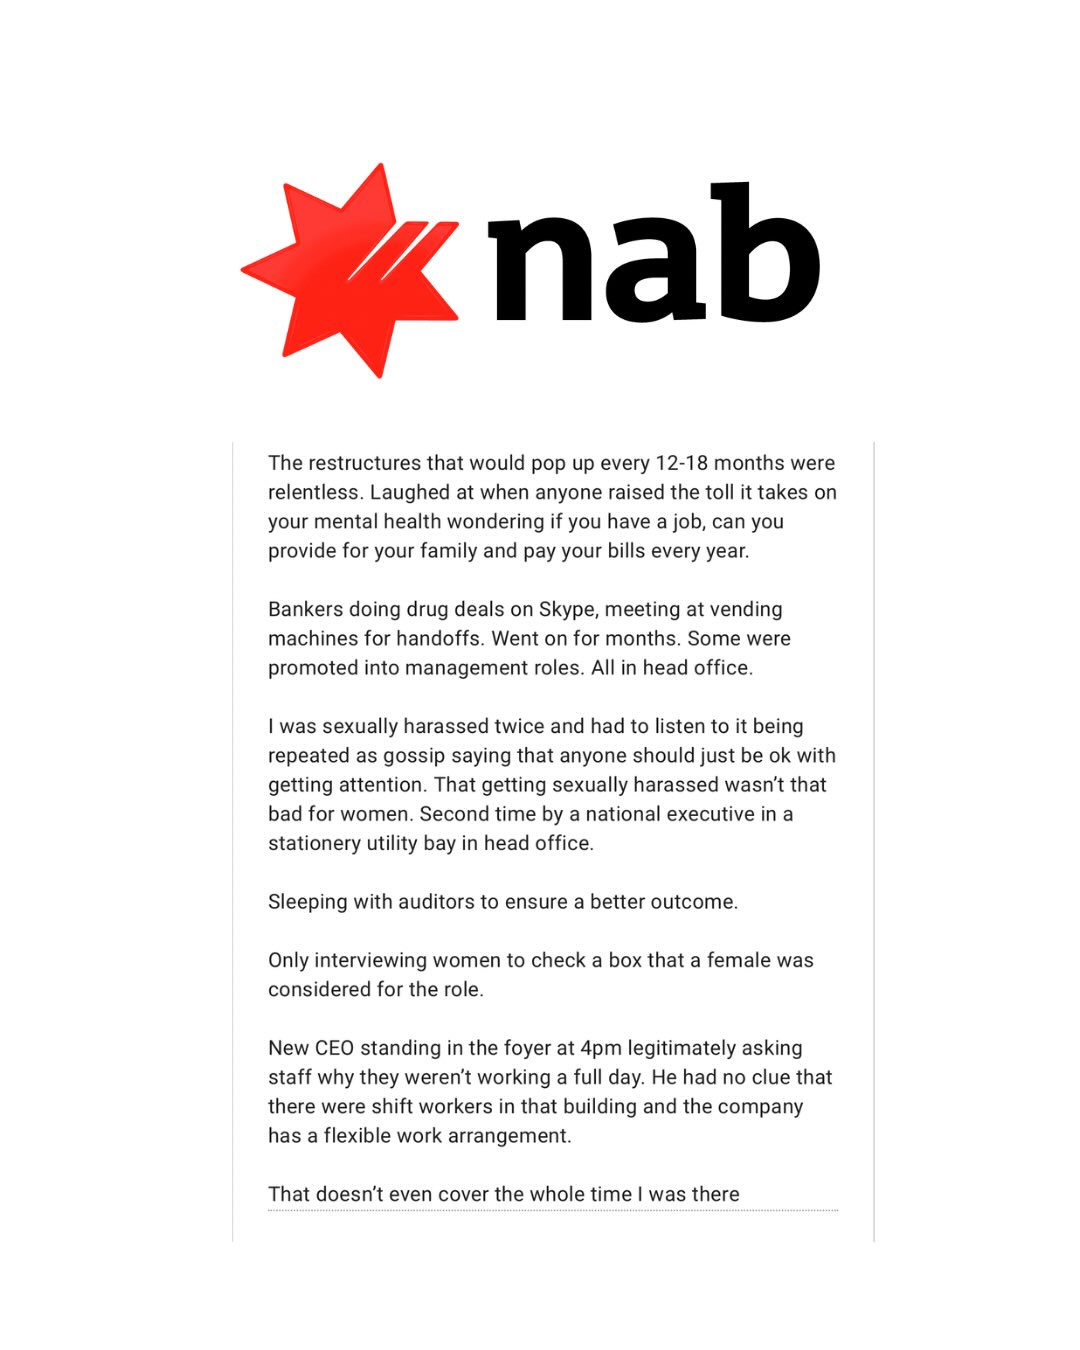 nab
The restructures that would pop up every 12-18 months were
relentless. Laughed at when anyone raised the toll it takes on
your mental health wondering if you have a job, can you
provide for your family and pay your bills every year.
Bankers doing drug deals on Skype, meeting at vending
machines for handoffs. Went on for months. Some were
promoted into management roles. All in head office.
I was sexually harassed twice and had to listen to it being
repeated as gossip saying that anyone should just be ok with
getting attention. That getting sexually harassed wasn’t that
bad for women. Second time by a national executive in a
stationery utility bay in head office.
Sleeping with auditors to ensure a better outcome.
Only interviewing women to check a box that a female was
considered for the role.
New CEO standing in the foyer at 4pm legitimately asking
staff why they weren’t working a full day. He had no clue that
there were shift workers in that building and the company
has a flexible work arrangement.
That doesn’t even cover the whole time I was there